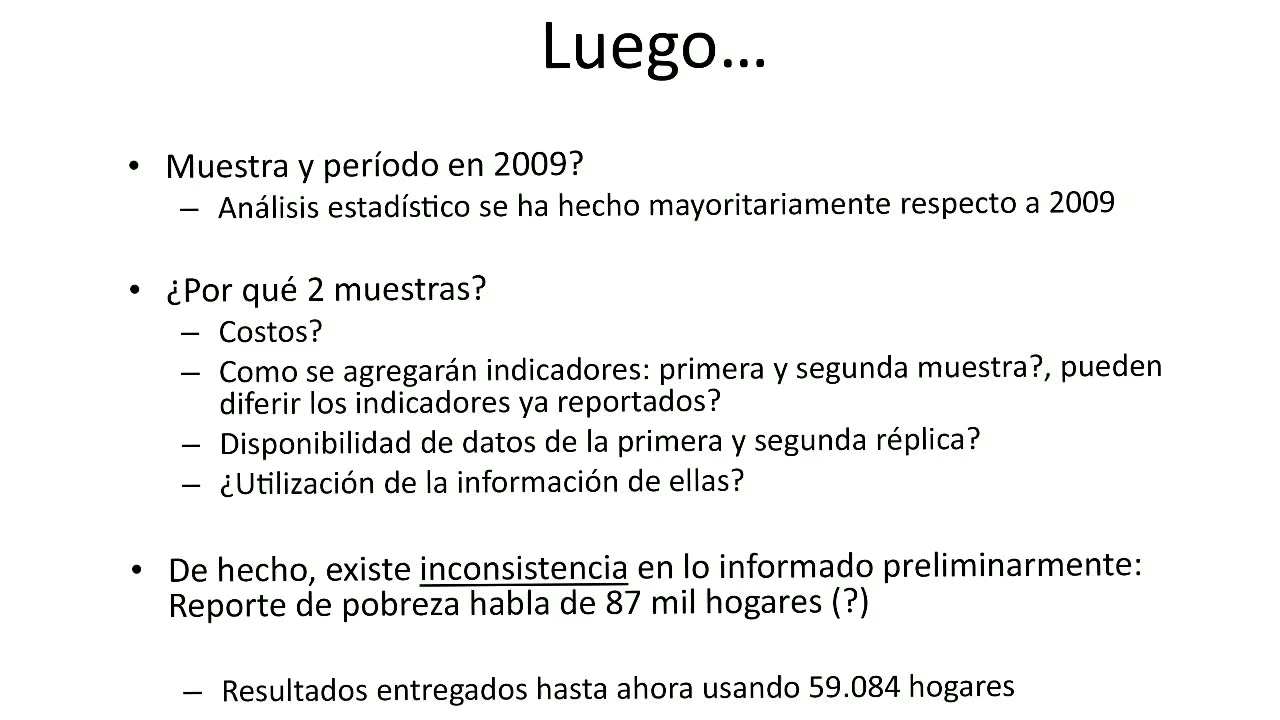 Luego...
• Muestra y período en 2009?
– Análisis estadístico se ha hecho mayoritariamente respecto a 2009
• ¿Por qué 2 muestras?
– Costos?
– Como se agregarán indicadores: primera y segunda muestra?, pueden
diferir los indicadores ya reportados?
– Disponibilidad de datos de la primera y segunda réplica?
– ¿Utilización de la información de ellas?
• De hecho, existe inconsistencia en lo informado preliminarmente:
Reporte de pobreza habla de 87 mil hogares (?)
– Resultados entregados hasta ahora usando 59.084 hogares